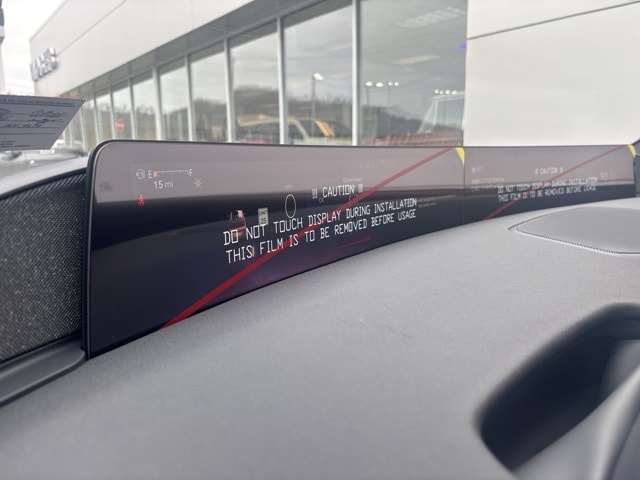 E F
15 mi
!!! CAUTION !!!
DO NOT TOUCH DISPLAY DURING INSTALLATION
THIS FILM IS TO BE REMOVED BEFORE USAGE
!! CAUTION !!
DO NOT TOUCH DISPLAY DURING INSTALLATION
THIS FILM IS TO BE REMOVED BEFORE USAGE